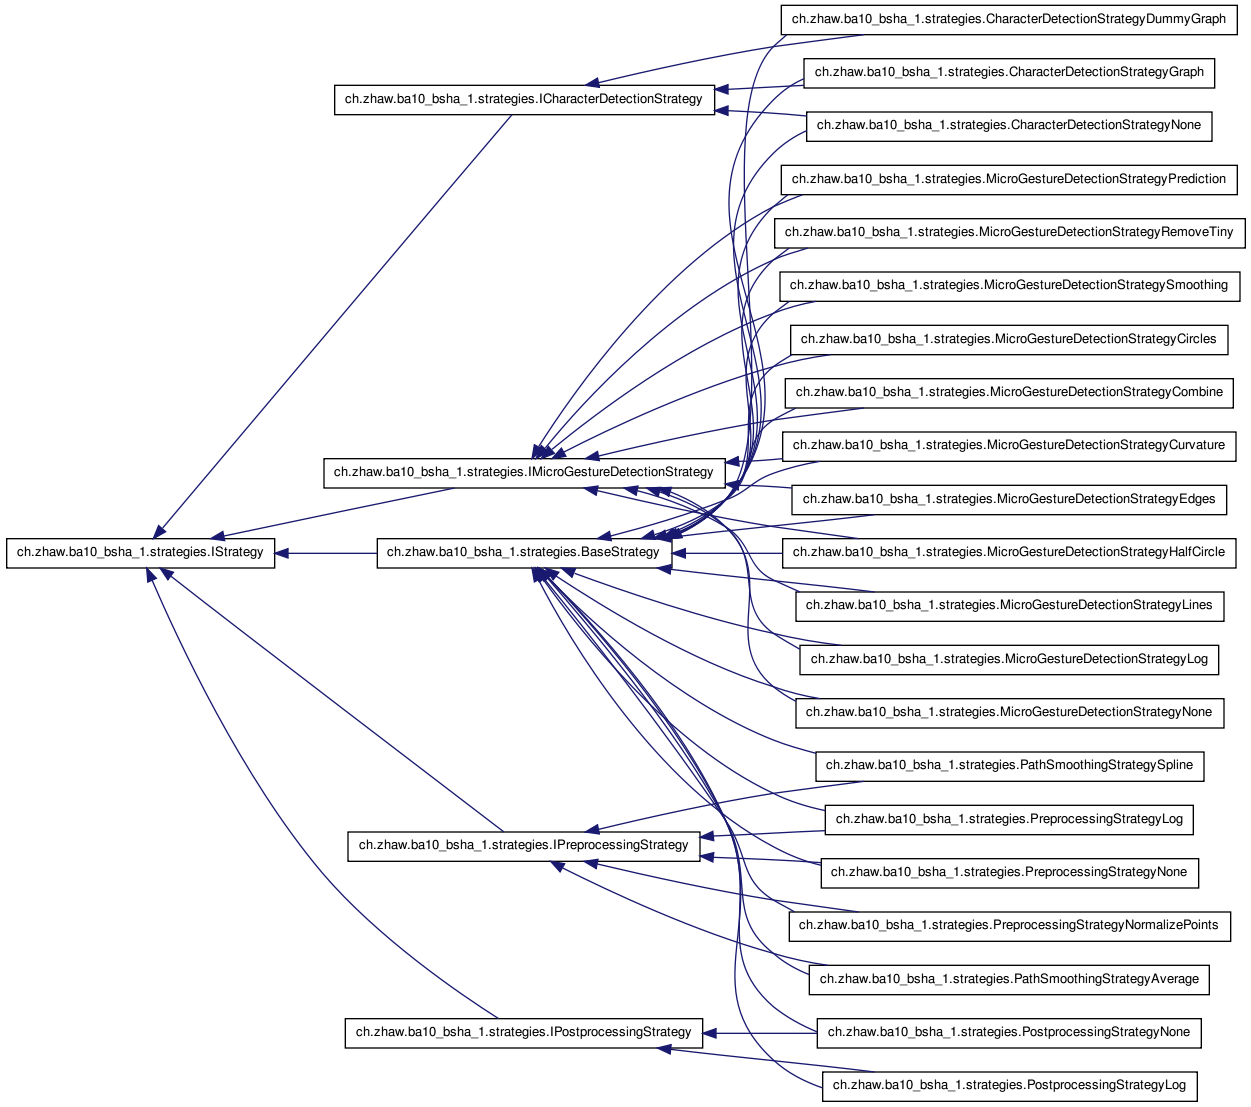 ch.zhaw.ba10_bsha_1.strategies.CharacterDetectionStrategyDummyGraph
ch.zhaw.ba10_bsha_1.strategies.CharacterDetectionStrategyGraph
ch.zhaw.ba10_bsha_1.strategies.ICharacterDetectionStrategy
ch.zhaw.ba10_bsha_1.strategies.CharacterDetectionStrategyNone
ch.zhaw.ba10_bsha_1.strategies.MicroGestureDetectionStrategyPrediction
ch.zhaw.ba10_bsha_1.strategies.MicroGestureDetectionStrategyRemoveTiny
ch.zhaw.ba10_bsha_1.strategies.MicroGestureDetectionStrategySmoothing
ch.zhaw.ba10_bsha_1.strategies.MicroGestureDetectionStrategyCircles
ch.zhaw.ba10_bsha_1.strategies.MicroGestureDetectionStrategyCombine
ch.zhaw.ba10_bsha_1.strategies.MicroGestureDetectionStrategyCurvature
ch.zhaw.ba10_bsha_1.strategies.IMicroGestureDetectionStrategy
ch.zhaw.ba10_bsha_1.strategies.MicroGestureDetectionStrategyEdges
ch.zhaw.ba10_bsha_1.strategies.IStrategy
ch.zhaw.ba10_bsha_1.strategies.BaseStrategy
ch.zhaw.ba10_bsha_1.strategies.MicroGestureDetectionStrategyHalfCircle
ch.zhaw.ba10_bsha_1.strategies.MicroGestureDetectionStrategyLines
ch.zhaw.ba10_bsha_1.strategies.MicroGestureDetectionStrategyLog
ch.zhaw.ba10_bsha_1.strategies.MicroGestureDetectionStrategyNone
ch.zhaw.ba10_bsha_1.strategies.PathSmoothingStrategySpline
ch.zhaw.ba10_bsha_1.strategies.PreprocessingStrategyLog
ch.zhaw.ba10_bsha_1.strategies.IPreprocessingStrategy
ch.zhaw.ba10_bsha_1.strategies.PreprocessingStrategyNone
ch.zhaw.ba10_bsha_1.strategies.PreprocessingStrategyNormalizePoints
ch.zhaw.ba10_bsha_1.strategies.PathSmoothingStrategyAverage
ch.zhaw.ba10_bsha_1.strategies.IPostprocessingStrategy
ch.zhaw.ba10_bsha_1.strategies.PostprocessingStrategyNone
ch.zhaw.ba10_bsha_1.strategies.PostprocessingStrategyLog